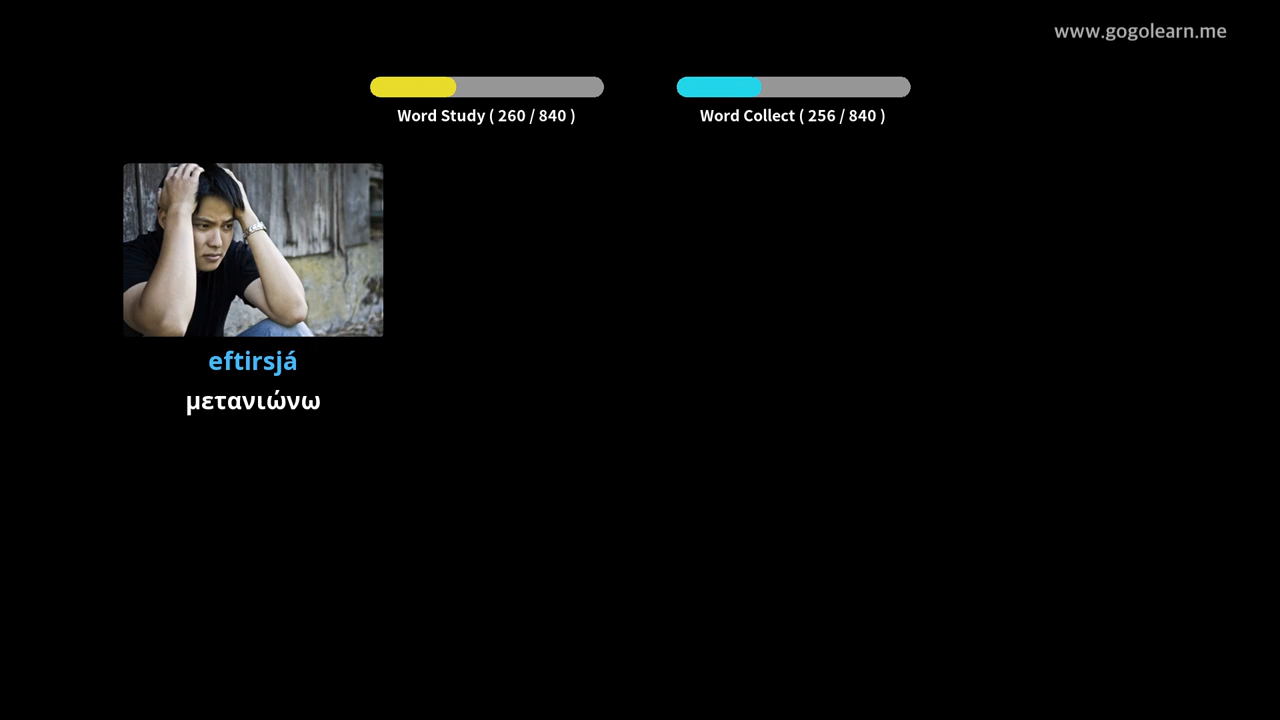 www.gogolearn.me
Word Study ( 260 / 840 )
Word Collect ( 256 / 840 )
eftirsjá
μετανιώνω